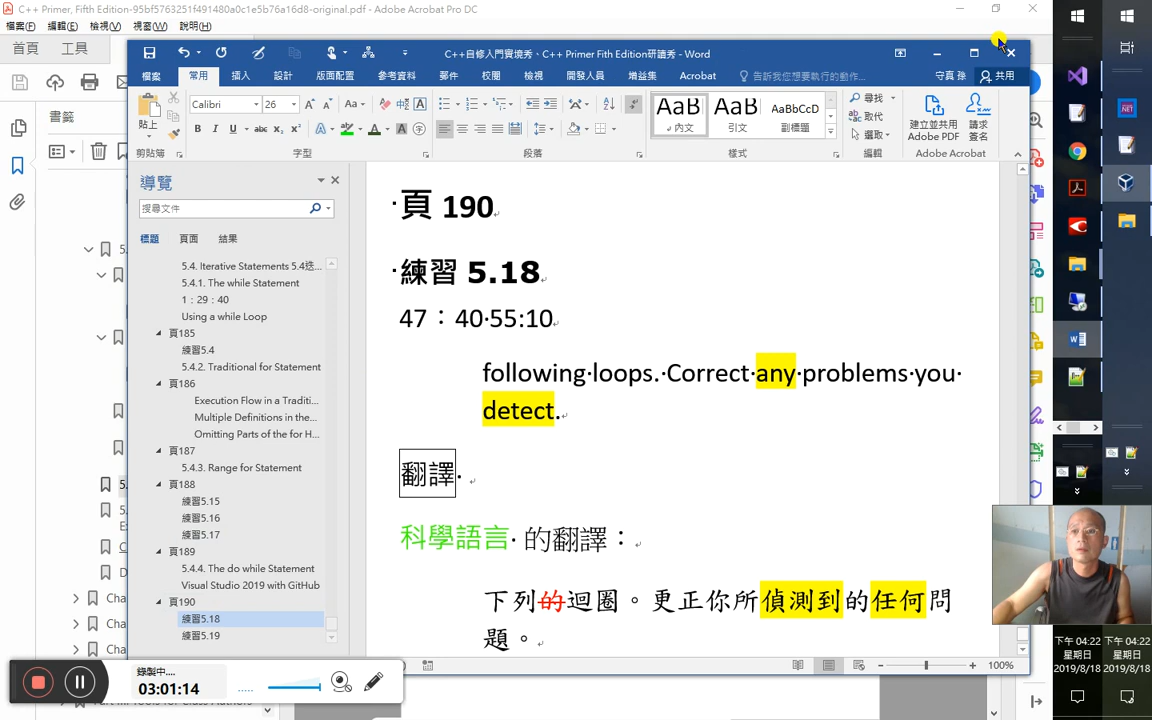 C++ Primer, Fifth Edition-95bf5763251f491480a0c1e5b76a16d8-original.pdf - Adobe Acrobat Pro DC
檔案(F) 編輯(E) 檢視(V) 視窗(W) 說明(H)
首頁 工具
書籤
C++自修入門實境秀、C++ Primer Fith Edition研讀秀 - Word
檔案 常用 插入 設計 版面配置 參考資料 郵件 校閱 檢視 開發人員 增益集 Acrobat 告訴我您想要執行的動作... 守真 孫 共用
貼上
Calibri 26
AaB AaB AaBbCcD
內文 引文 副標題
尋找
取代
選取
建立並共用 Adobe PDF
請求 簽名
剪貼簿 字型 段落 樣式 編輯 Adobe Acrobat
導覽
搜尋文件
標題 頁面 結果
5.4. Iterative Statements 5.4迭...
5.4.1. The while Statement
1：29：40
Using a while Loop
頁185
練習5.4
5.4.2. Traditional for Statement
頁186
Execution Flow in a Traditi...
Multiple Definitions in the...
Omitting Parts of the for H...
頁187
5.4.3. Range for Statement
頁188
練習5.15
練習5.16
練習5.17
頁189
5.4.4. The do while Statement
Visual Studio 2019 with GitHub
頁190
練習5.18
練習5.19
頁 190
練習 5.18
47：40·55:10
following·loops.·Correct·any·problems·you·
detect.
翻譯·
科學語言·的翻譯：
下列的迴圈。更正你所偵測到的任何問
題。
100%
錄製中....
03:01:14
下午 04:22
星期日
2019/8/18
下午 04:22
星期日
2019/8/18